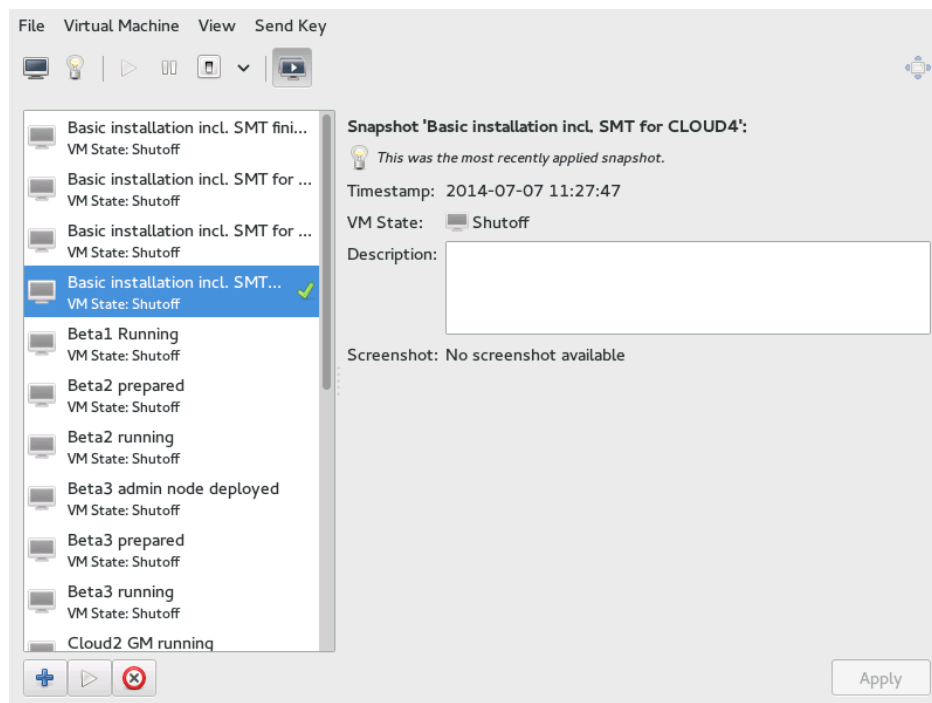 File Virtual Machine View Send Key
Basic installation incl. SMT fini...
VM State: Shutoff
Basic installation incl. SMT for ...
VM State: Shutoff
Basic installation incl. SMT for ...
VM State: Shutoff
Basic installation incl. SMT...
VM State: Shutoff
Beta1 Running
VM State: Shutoff
Beta2 prepared
VM State: Shutoff
Beta2 running
VM State: Shutoff
Beta3 admin node deployed
VM State: Shutoff
Beta3 prepared
VM State: Shutoff
Beta3 running
VM State: Shutoff
Cloud2 GM running
Snapshot 'Basic installation incl. SMT for CLOUD4':
This was the most recently applied snapshot.
Timestamp: 2014-07-07 11:27:47
VM State: Shutoff
Description:
Screenshot: No screenshot available
Apply